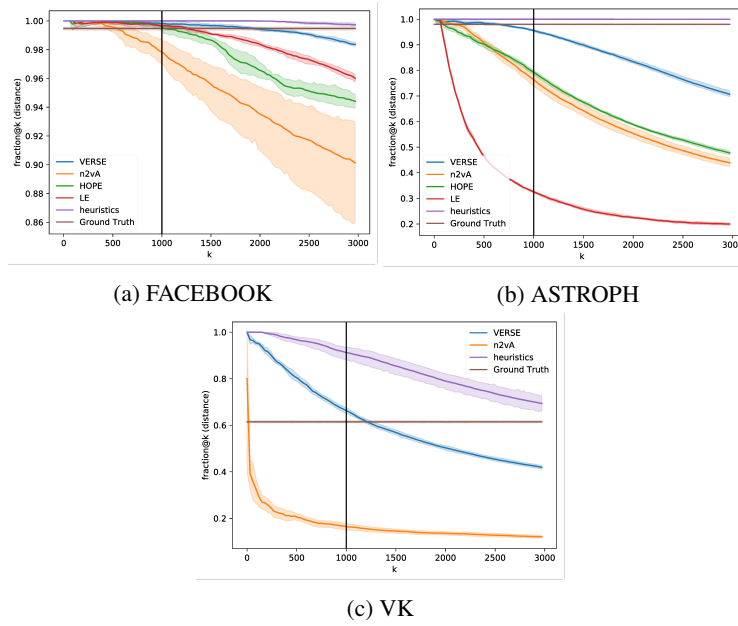 1.00
0.98
0.96
0.94
0.92
0.90
0.88
0.86
fraction@k (distance)
VERSE
n2vA
HOPE
LE
heuristics
Ground Truth
0 500 1000 1500 2000 2500 3000
k
(a) FACEBOOK
1.0
0.9
0.8
0.7
0.6
0.5
0.4
0.3
0.2
fraction@k (distance)
VERSE
n2vA
HOPE
LE
heuristics
Ground Truth
0 500 1000 1500 2000 2500 3000
k
(b) ASTROPH
1.0
0.8
0.6
0.4
0.2
fraction@k (distance)
VERSE
n2vA
heuristics
Ground Truth
0 500 1000 1500 2000 2500 3000
k
(c) VK